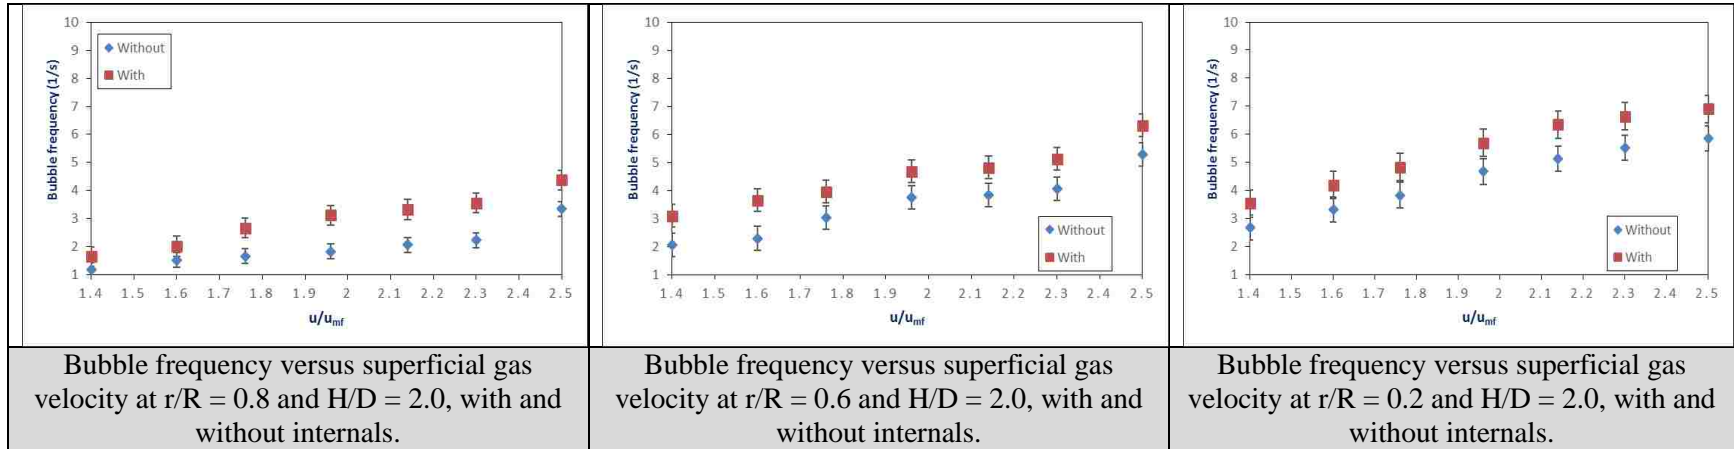 10
9
8
7
6
5
4
3
2
1
Bubble frequency (1/s)
Without
With
1.4 1.5 1.6 1.7 1.8 1.9 2 2.1 2.2 2.3 2.4 2.5
u/umf
Bubble frequency versus superficial gas
velocity at r/R = 0.8 and H/D = 2.0, with and
without internals.
10
9
8
7
6
5
4
3
2
1
Bubble frequency (1/s)
Without
With
1.4 1.5 1.6 1.7 1.8 1.9 2 2.1 2.2 2.3 2.4 2.5
u/umf
Bubble frequency versus superficial gas
velocity at r/R = 0.6 and H/D = 2.0, with and
without internals.
10
9
8
7
6
5
4
3
2
1
Bubble frequency (1/s)
Without
With
1.4 1.5 1.6 1.7 1.8 1.9 2 2.1 2.2 2.3 2.4 2.5
u/umf
Bubble frequency versus superficial gas
velocity at r/R = 0.2 and H/D = 2.0, with and
without internals.